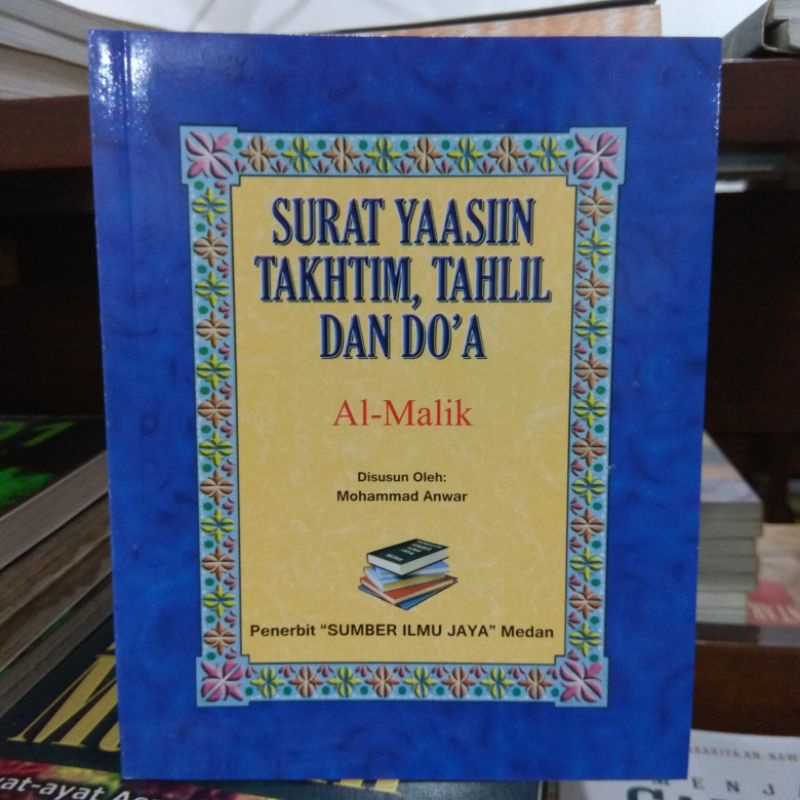 SURAT YAASIIN
TAKHTIM, TAHLIL
DAN DO'A
Al-Malik
Disusun Oleh:
Mohammad Anwar
Penerbit "SUMBER ILMU JAYA" Medan